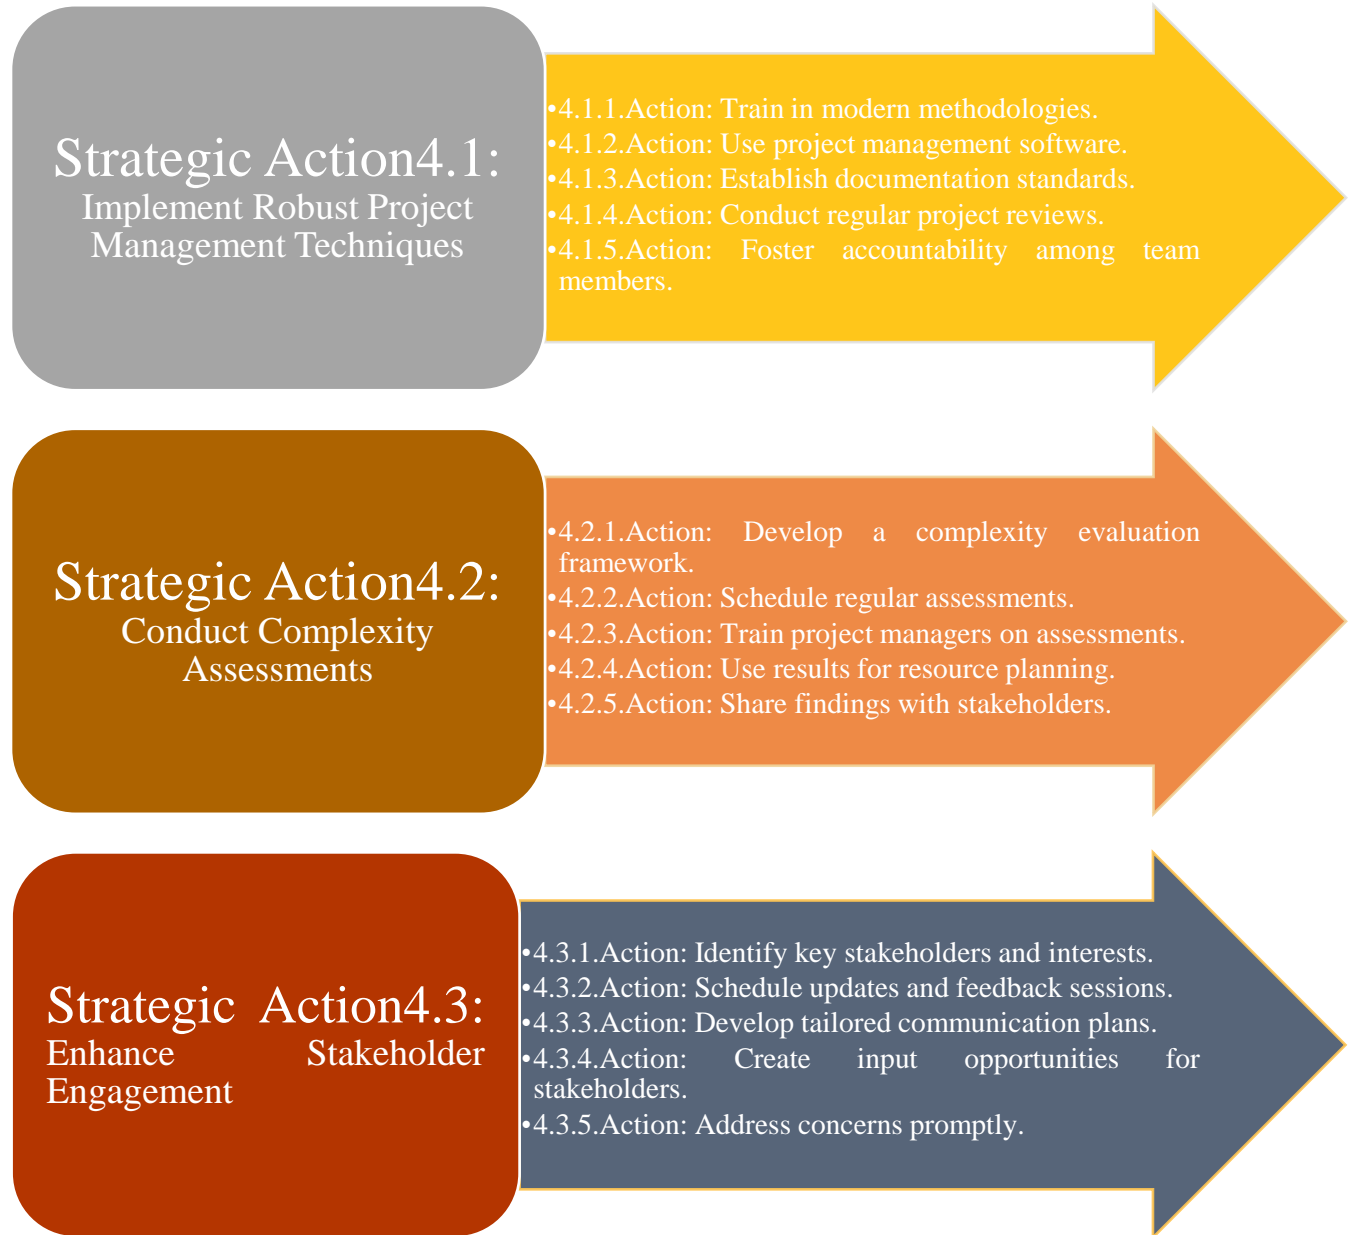 Strategic Action4.1:
Implement Robust Project
Management Techniques
•4.1.1.Action: Train in modern methodologies.
•4.1.2.Action: Use project management software.
•4.1.3.Action: Establish documentation standards.
•4.1.4.Action: Conduct regular project reviews.
•4.1.5.Action: Foster accountability among team
members.
Strategic Action4.2:
Conduct Complexity
Assessments
•4.2.1.Action: Develop a complexity evaluation
framework.
•4.2.2.Action: Schedule regular assessments.
•4.2.3.Action: Train project managers on assessments.
•4.2.4.Action: Use results for resource planning.
•4.2.5.Action: Share findings with stakeholders.
Strategic Action4.3:
Enhance Stakeholder
Engagement
•4.3.1.Action: Identify key stakeholders and interests.
•4.3.2.Action: Schedule updates and feedback sessions.
•4.3.3.Action: Develop tailored communication plans.
•4.3.4.Action: Create input opportunities for
stakeholders.
•4.3.5.Action: Address concerns promptly.